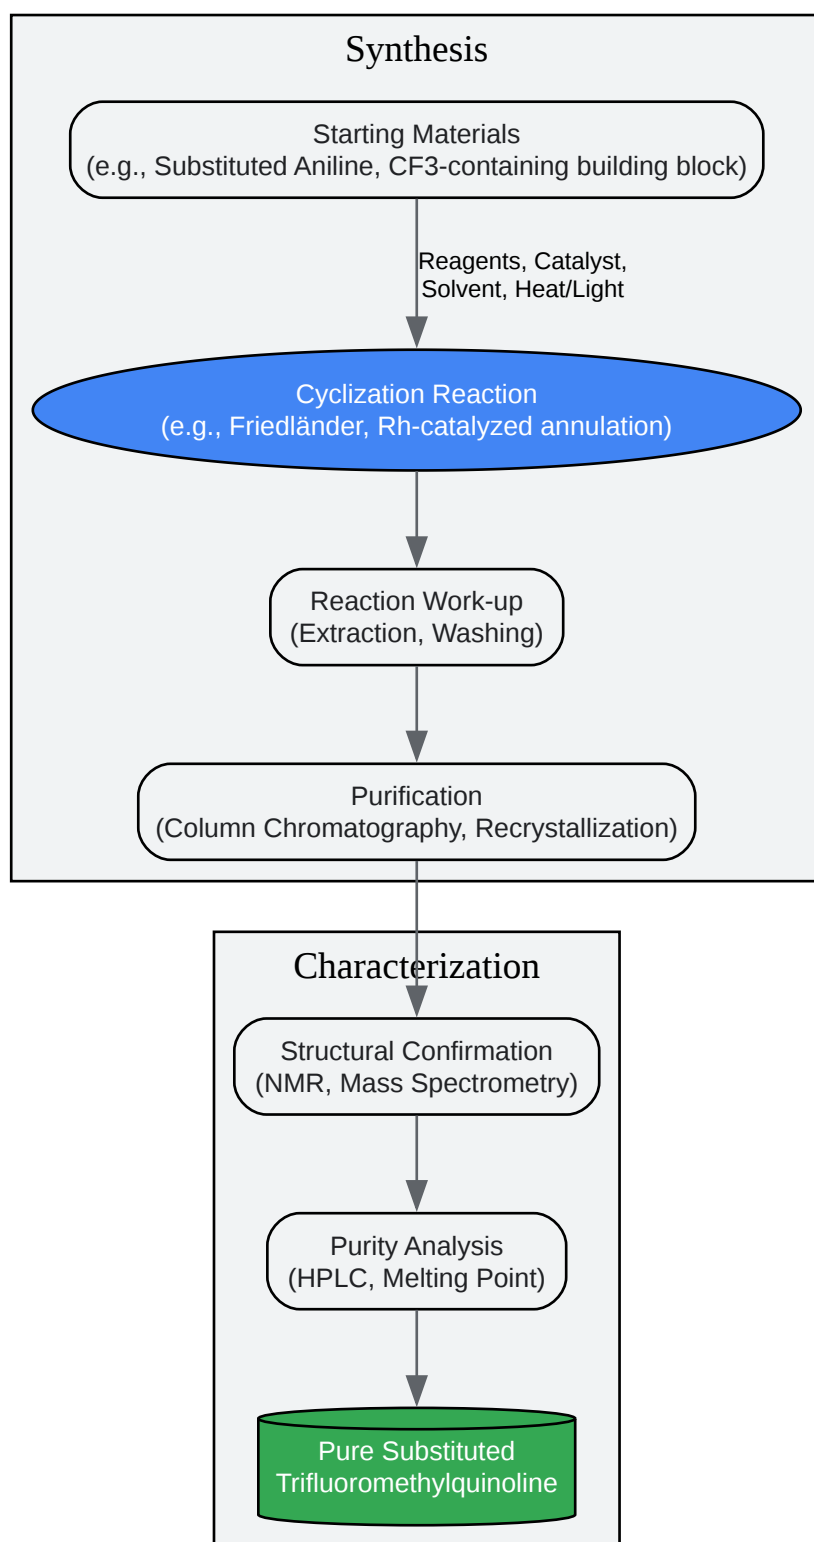 Synthesis
Starting Materials
(e.g., Substituted Aniline, CF3-containing building block)
Reagents, Catalyst,
Solvent, Heat/Light
Cyclization Reaction
(e.g., Friedländer, Rh-catalyzed annulation)
Reaction Work-up
(Extraction, Washing)
Purification
(Column Chromatography, Recrystallization)
Characterization
Structural Confirmation
(NMR, Mass Spectrometry)
Purity Analysis
(HPLC, Melting Point)
Pure Substituted
Trifluoromethylquinoline